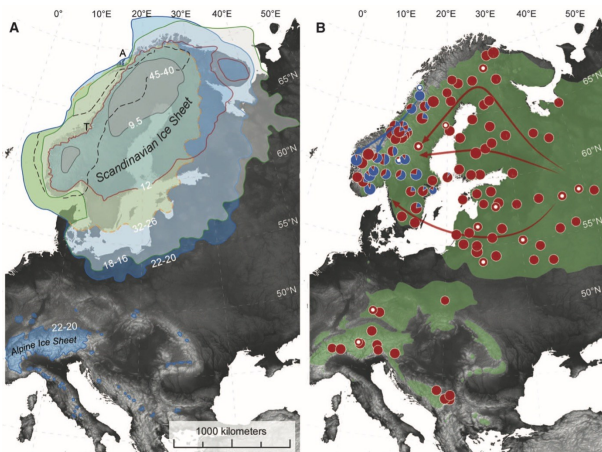 A
10°E
20°E
30°E
40°E
50°E
A
T
45-40
9.5
Scandinavian Ice Sheet
12
32-26
18-16
22-20
22-20
Alpine Ice Sheet
65°N
60°N
55°N
50°N
1000 kilometers
B
0°E
10°E
20°E
30°E
40°E
50°E
65°N
60°N
55°N
50°N